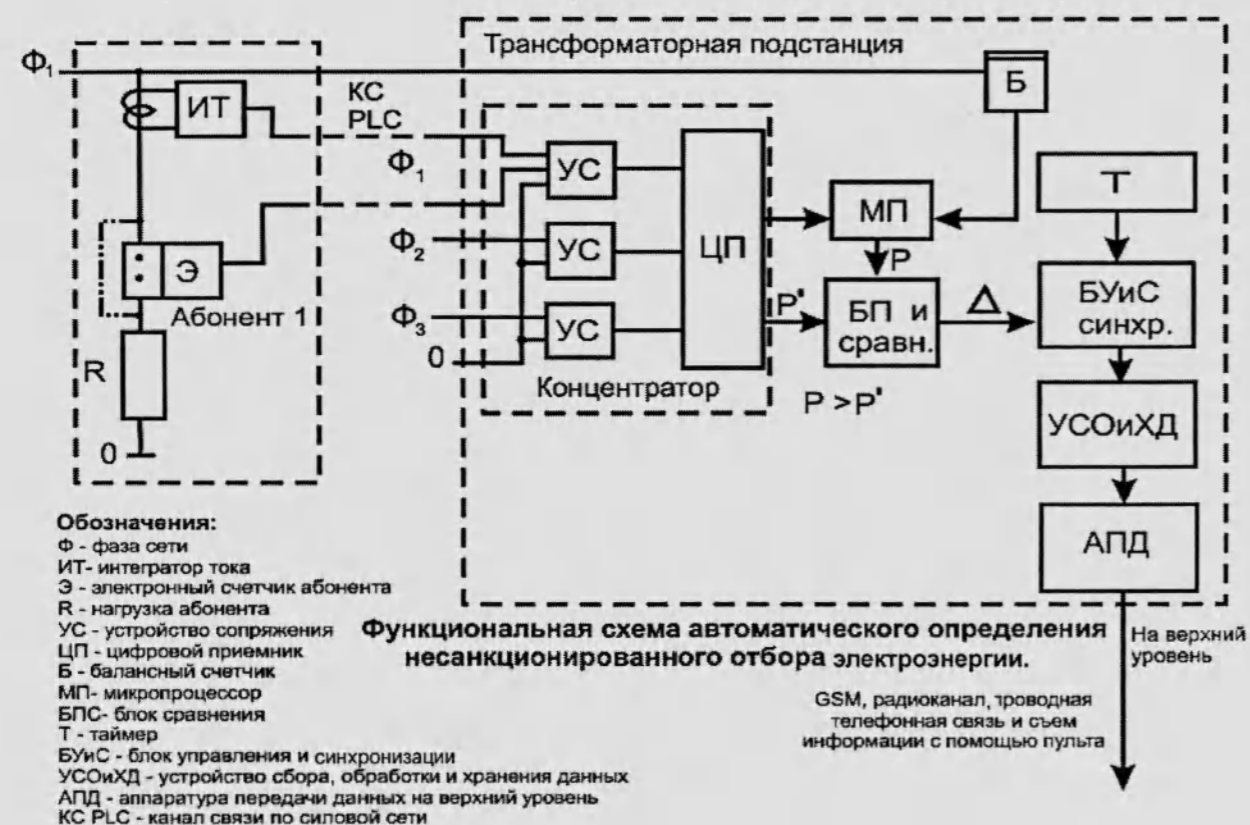 Трансформаторная подстанция
Ф₁
ИТ
КС
PLC
Б
Ф₁
УС
Т
МП
Ф₂
УС
ЦП
Р
Э
Абонент 1
Ф₃
УС
Р'
БП и
сравн.
Δ
БУиС
синхр.
0
R
Концентратор
Р >Р'
УСОиХД
0
АПД
Обозначения:
Ф - фаза сети
ИТ- интегратор тока
Э - электронный счетчик абонента
R - нагрузка абонента
УС - устройство сопряжения
ЦП - цифровой приемник
Б - балансный счетчик
МП- микропроцессор
БПС- блок сравнения
Т - таймер
БУиС - блок управления и синхронизации
УСОиХД - устройство сбора, обработки и хранения данных
АПД - аппаратура передачи данных на верхний уровень
КС PLC - канал связи по силовой сети
Функциональная схема автоматического определения
несанкционированного отбора электроэнергии.
На верхний
уровень
GSM, радиоканал, проводная
телефонная связь и съем
информации с помощью пульта